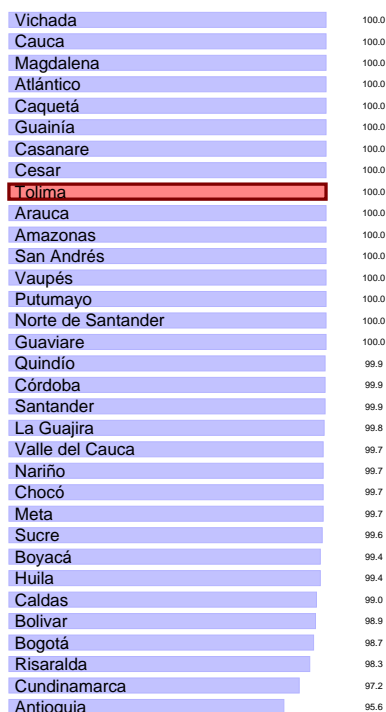 Vichada 100.0
Cauca 100.0
Magdalena 100.0
Atlántico 100.0
Caquetá 100.0
Guainía 100.0
Casanare 100.0
Cesar 100.0
Tolima 100.0
Arauca 100.0
Amazonas 100.0
San Andrés 100.0
Vaupés 100.0
Putumayo 100.0
Norte de Santander 100.0
Guaviare 100.0
Quindío 99.9
Córdoba 99.9
Santander 99.9
La Guajira 99.8
Valle del Cauca 99.7
Nariño 99.7
Chocó 99.7
Meta 99.7
Sucre 99.6
Boyacá 99.4
Huila 99.4
Caldas 99.0
Bolivar 98.9
Bogotá 98.7
Risaralda 98.3
Cundinamarca 97.2
Antioquia 95.6